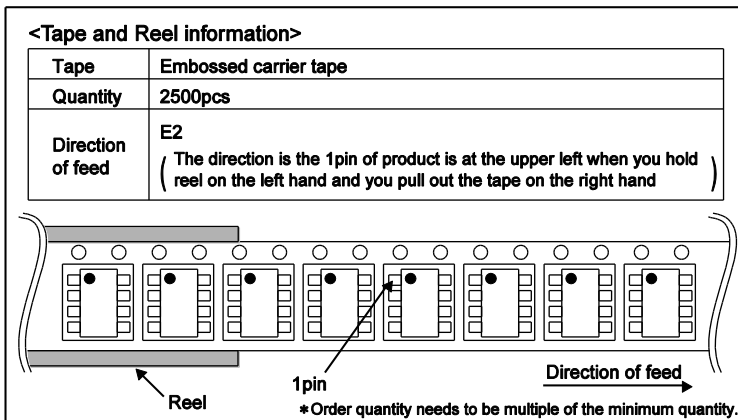 <Tape and Reel information>
Tape Embossed carrier tape
Quantity 2500pcs
Direction of feed E2
( The direction is the 1pin of product is at the upper left when you hold
reel on the left hand and you pull out the tape on the right hand )
Reel
1pin
Direction of feed
*Order quantity needs to be multiple of the minimum quantity.